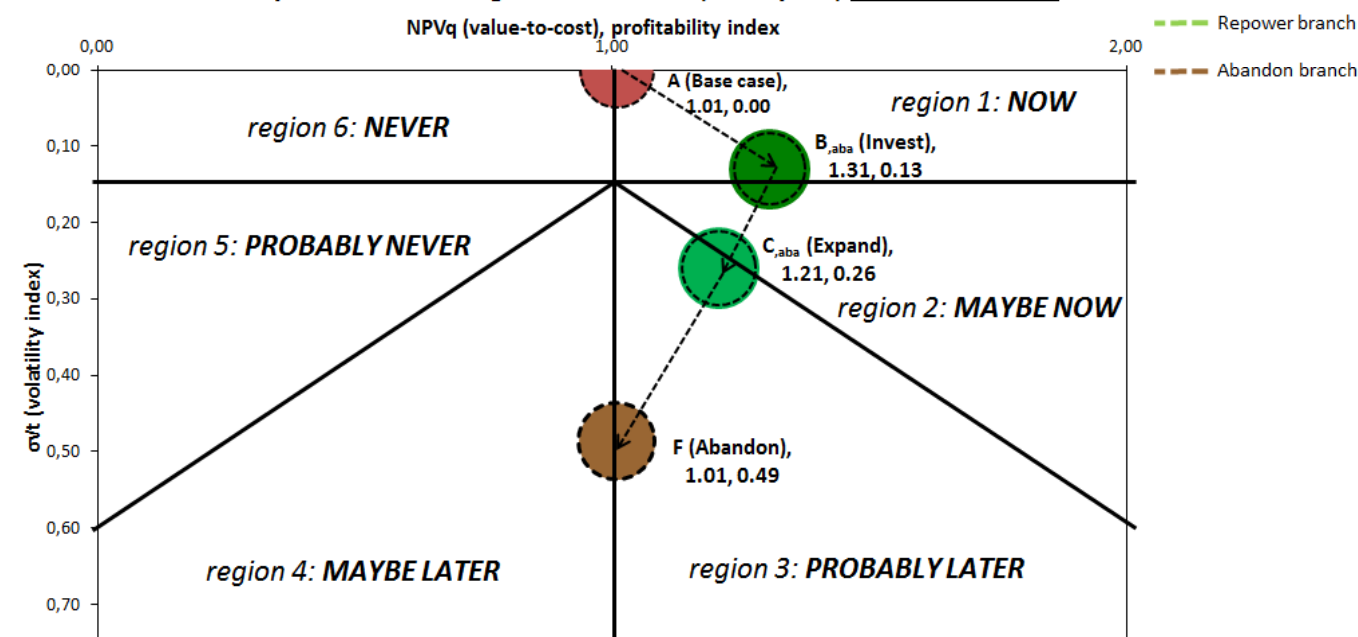 NPVq (value-to-cost), profitability index
0,00
1,00
2,00
Repower branch
Abandon branch
0,00
0,10
0,20
0,30
0,40
0,50
0,60
0,70
σ√t (volatility index)
A (Base case),
1.01, 0.00
region 1: NOW
region 6: NEVER
B,aba (Invest),
1.31, 0.13
region 5: PROBABLY NEVER
C,aba (Expand),
1.21, 0.26
region 2: MAYBE NOW
F (Abandon),
1.01, 0.49
region 4: MAYBE LATER
region 3: PROBABLY LATER